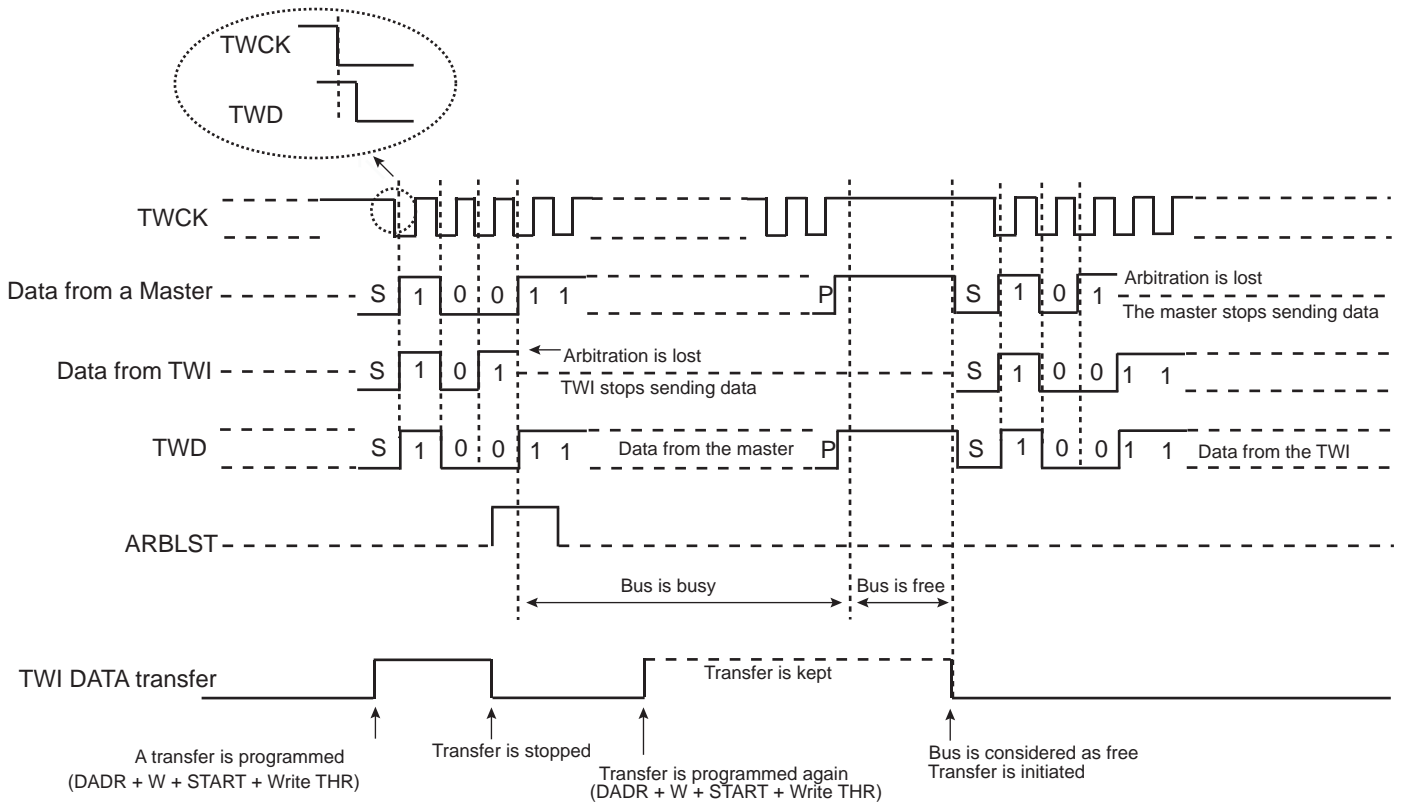 TWCK
TWD
TWCK
Data from a Master S 1 0 0 1 1 P S 1 0 1 Arbitration is lost
The master stops sending data
Data from TWI S 1 0 1 Arbitration is lost S 1 0 0 1 1
TWI stops sending data
TWD S 1 0 0 1 1 Data from the master P S 1 0 0 1 1 Data from the TWI
ARBLST
Bus is busy Bus is free
TWI DATA transfer Transfer is kept
A transfer is programmed
(DADR + W + START + Write THR)
Transfer is stopped
Transfer is programmed again
(DADR + W + START + Write THR)
Bus is considered as free
Transfer is initiated